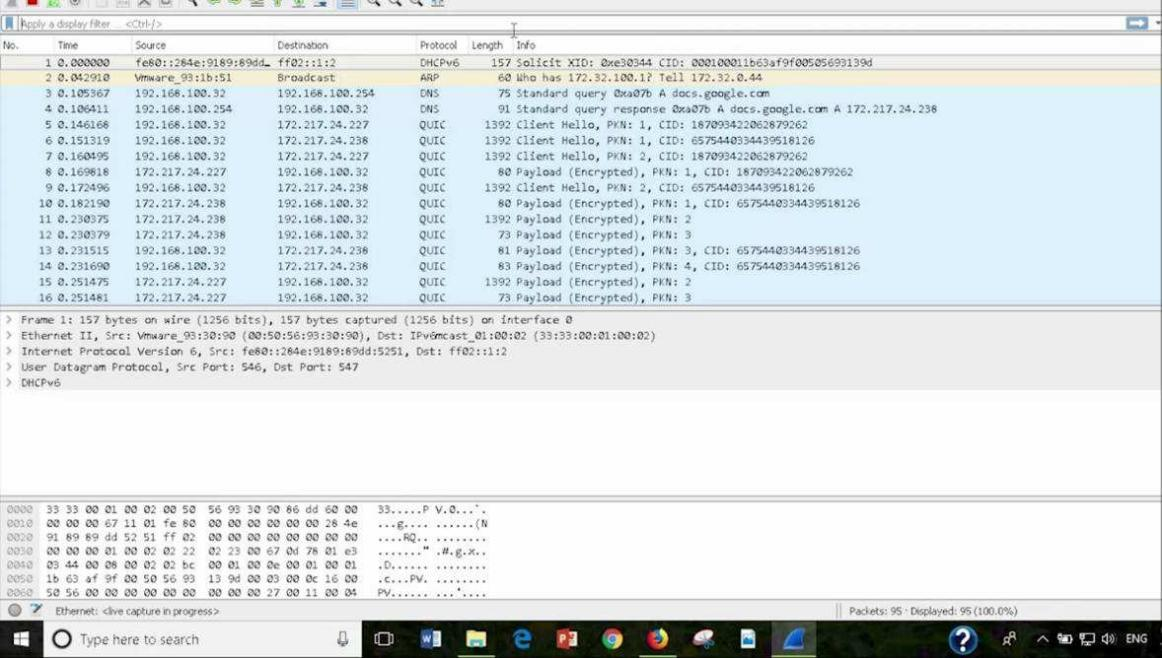 Apply a display filter ... <Ctrl-/>
No. Time Source Destination Protocol Length Info
1 0.000000 fe80::284e:9189:89dd… ff02::1:2 DHCPv6 157 Solicit XID: 0xe30344 CID: 000100011b63af9f00505693139d
2 0.042910 Vmware_93:1b:51 Broadcast ARP 60 Who has 172.32.100.1? Tell 172.32.0.44
3 0.105367 192.168.100.32 192.168.100.254 DNS 75 Standard query 0xa07b A docs.google.com
4 0.106411 192.168.100.254 192.168.100.32 DNS 91 Standard query response 0xa07b A docs.google.com A 172.217.24.238
5 0.146168 192.168.100.32 172.217.24.227 QUIC 1392 Client Hello, PKN: 1, CID: 187093422062879262
6 0.151319 192.168.100.32 172.217.24.238 QUIC 1392 Client Hello, PKN: 1, CID: 6575440334439518126
7 0.160495 192.168.100.32 172.217.24.227 QUIC 1392 Client Hello, PKN: 2, CID: 187093422062879262
8 0.169818 192.168.100.32 172.217.24.227 QUIC 80 Payload (Encrypted), PKN: 1, CID: 187093422062879262
9 0.172496 192.168.100.32 172.217.24.238 QUIC 1392 Client Hello, PKN: 2, CID: 6575440334439518126
10 0.182190 192.168.100.32 172.217.24.238 QUIC 80 Payload (Encrypted), PKN: 1, CID: 6575440334439518126
11 0.230375 172.217.24.238 192.168.100.32 QUIC 1392 Payload (Encrypted), PKN: 2
12 0.230379 172.217.24.238 192.168.100.32 QUIC 73 Payload (Encrypted), PKN: 3
13 0.231515 192.168.100.32 172.217.24.238 QUIC 81 Payload (Encrypted), PKN: 3, CID: 6575440334439518126
14 0.231690 192.168.100.32 172.217.24.238 QUIC 83 Payload (Encrypted), PKN: 4, CID: 6575440334439518126
15 0.251475 172.217.24.227 192.168.100.32 QUIC 1392 Payload (Encrypted), PKN: 2
16 0.251481 172.217.24.227 192.168.100.32 QUIC 73 Payload (Encrypted), PKN: 3
> Frame 1: 157 bytes on wire (1256 bits), 157 bytes captured (1256 bits) on interface 0
> Ethernet II, Src: Vmware_93:30:90 (00:50:56:93:30:90), Dst: IPv6mcast_01:00:02 (33:33:00:01:00:02)
> Internet Protocol Version 6, Src: fe80::284e:9189:89dd:5251, Dst: ff02::1:2
> User Datagram Protocol, Src Port: 546, Dst Port: 547
> DHCPv6
0000 33 33 00 01 00 02 00 50 56 93 30 90 86 dd 60 00 33.....P V.0...`.
0010 00 00 00 67 11 01 fe 80 00 00 00 00 00 00 28 4e ...g.... ......(N
0020 91 89 89 dd 52 51 ff 02 00 00 00 00 00 00 00 00 ....RQ.. ........
0030 00 00 00 01 00 02 02 22 02 23 00 67 0d 78 01 e3 ......." .#.g.x..
0040 03 44 00 08 00 02 02 bc 00 01 00 0e 00 01 00 01 .D...... ........
0050 1b 63 af 9f 00 50 56 93 13 9d 00 03 00 0c 16 00 .c...PV. ........
0060 50 56 00 00 00 00 00 00 00 00 27 00 11 00 04 PV...... ..'....
Ethernet: <live capture in progress> Packets: 95 · Displayed: 95 (100.0%)
Type here to search ENG